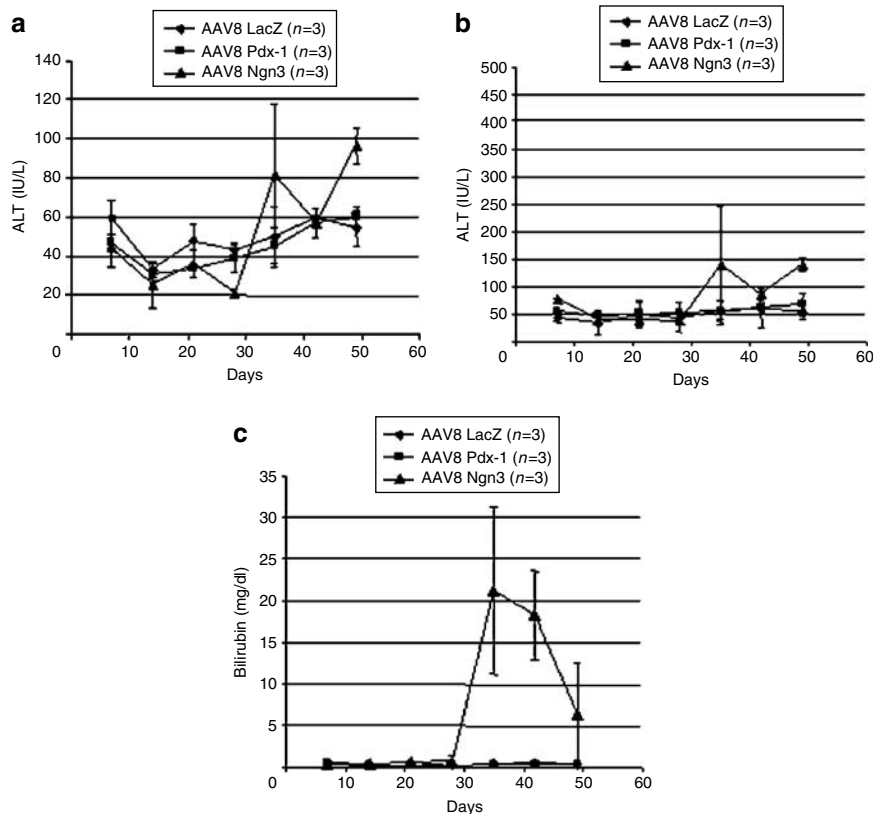 a
AAV8 LacZ (n=3)
AAV8 Pdx-1 (n=3)
AAV8 Ngn3 (n=3)
ALT (IU/L)
140
120
100
80
60
40
20
0 10 20 30 40 50 60
Days
b
AAV8 LacZ (n=3)
AAV8 Pdx-1 (n=3)
AAV8 Ngn3 (n=3)
ALT (IU/L)
500
450
400
350
300
250
200
150
100
50
0 10 20 30 40 50 60
Days
c
AAV8 LacZ (n=3)
AAV8 Pdx-1 (n=3)
AAV8 Ngn3 (n=3)
Bilirubin (mg/dl)
35
30
25
20
15
10
5
0 10 20 30 40 50 60
Days